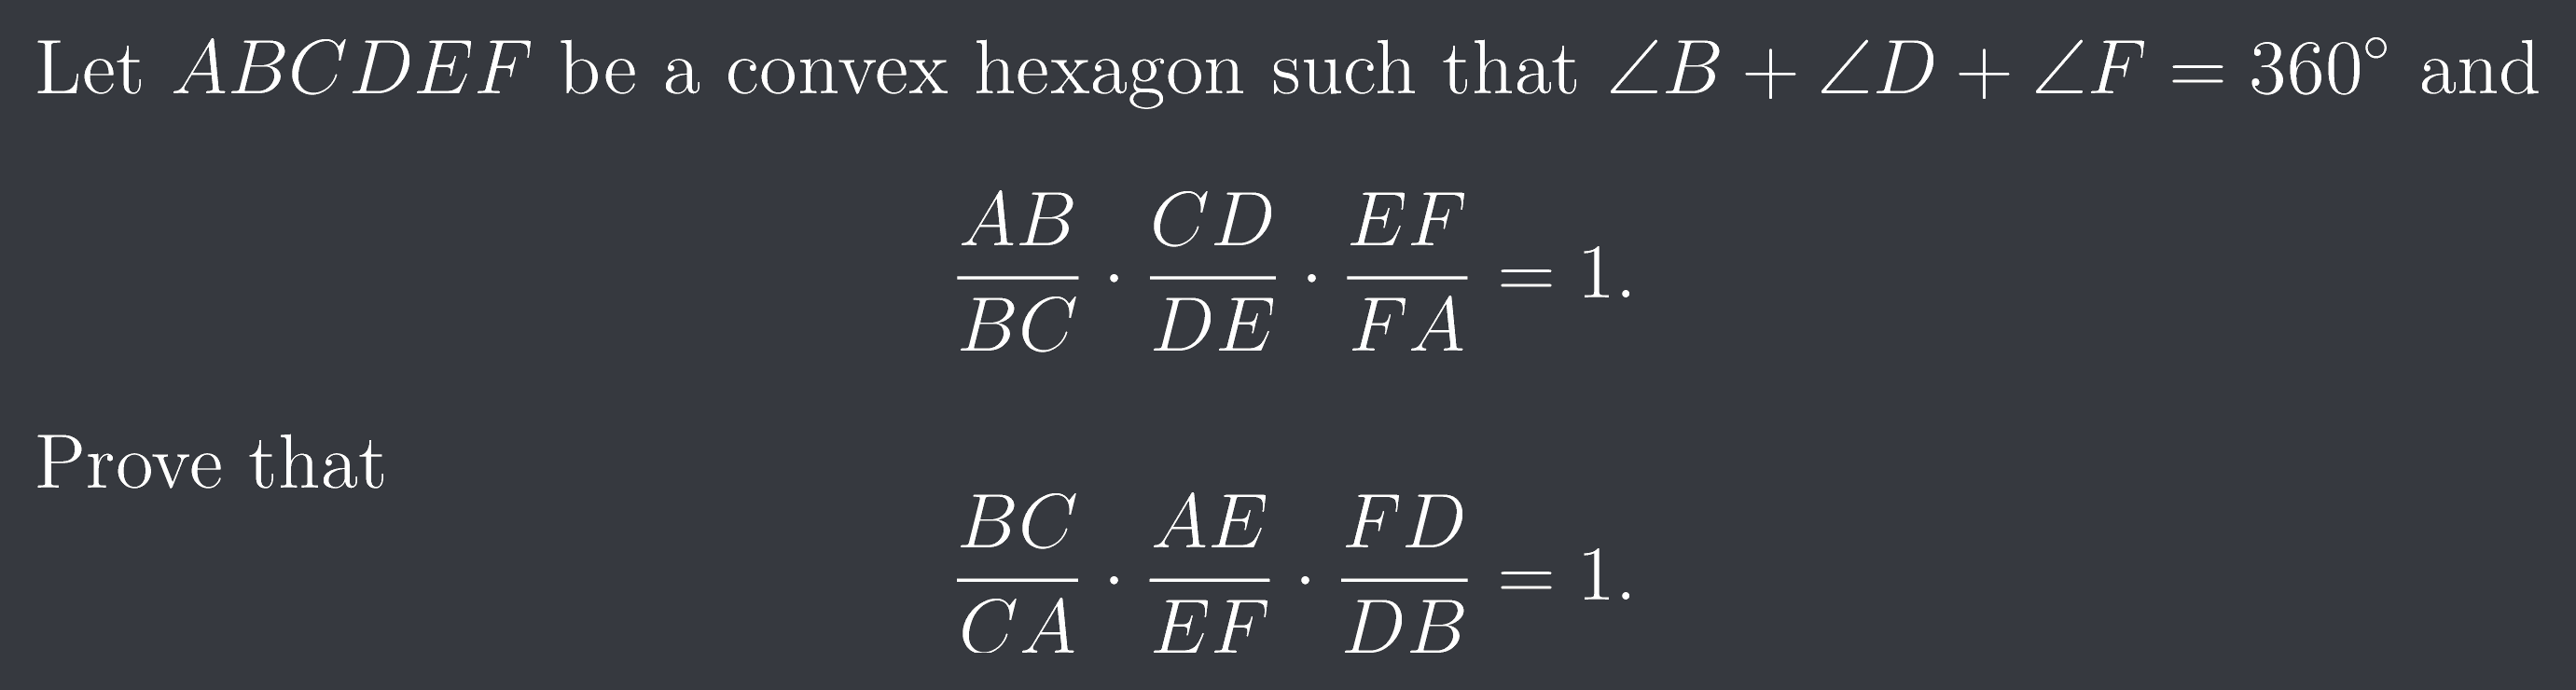 Let ABCDEF be a convex hexagon such that ∠B + ∠D + ∠F = 360° and
AB/BC · CD/DE · EF/FA = 1.
Prove that
BC/CA · AE/EF · FD/DB = 1.